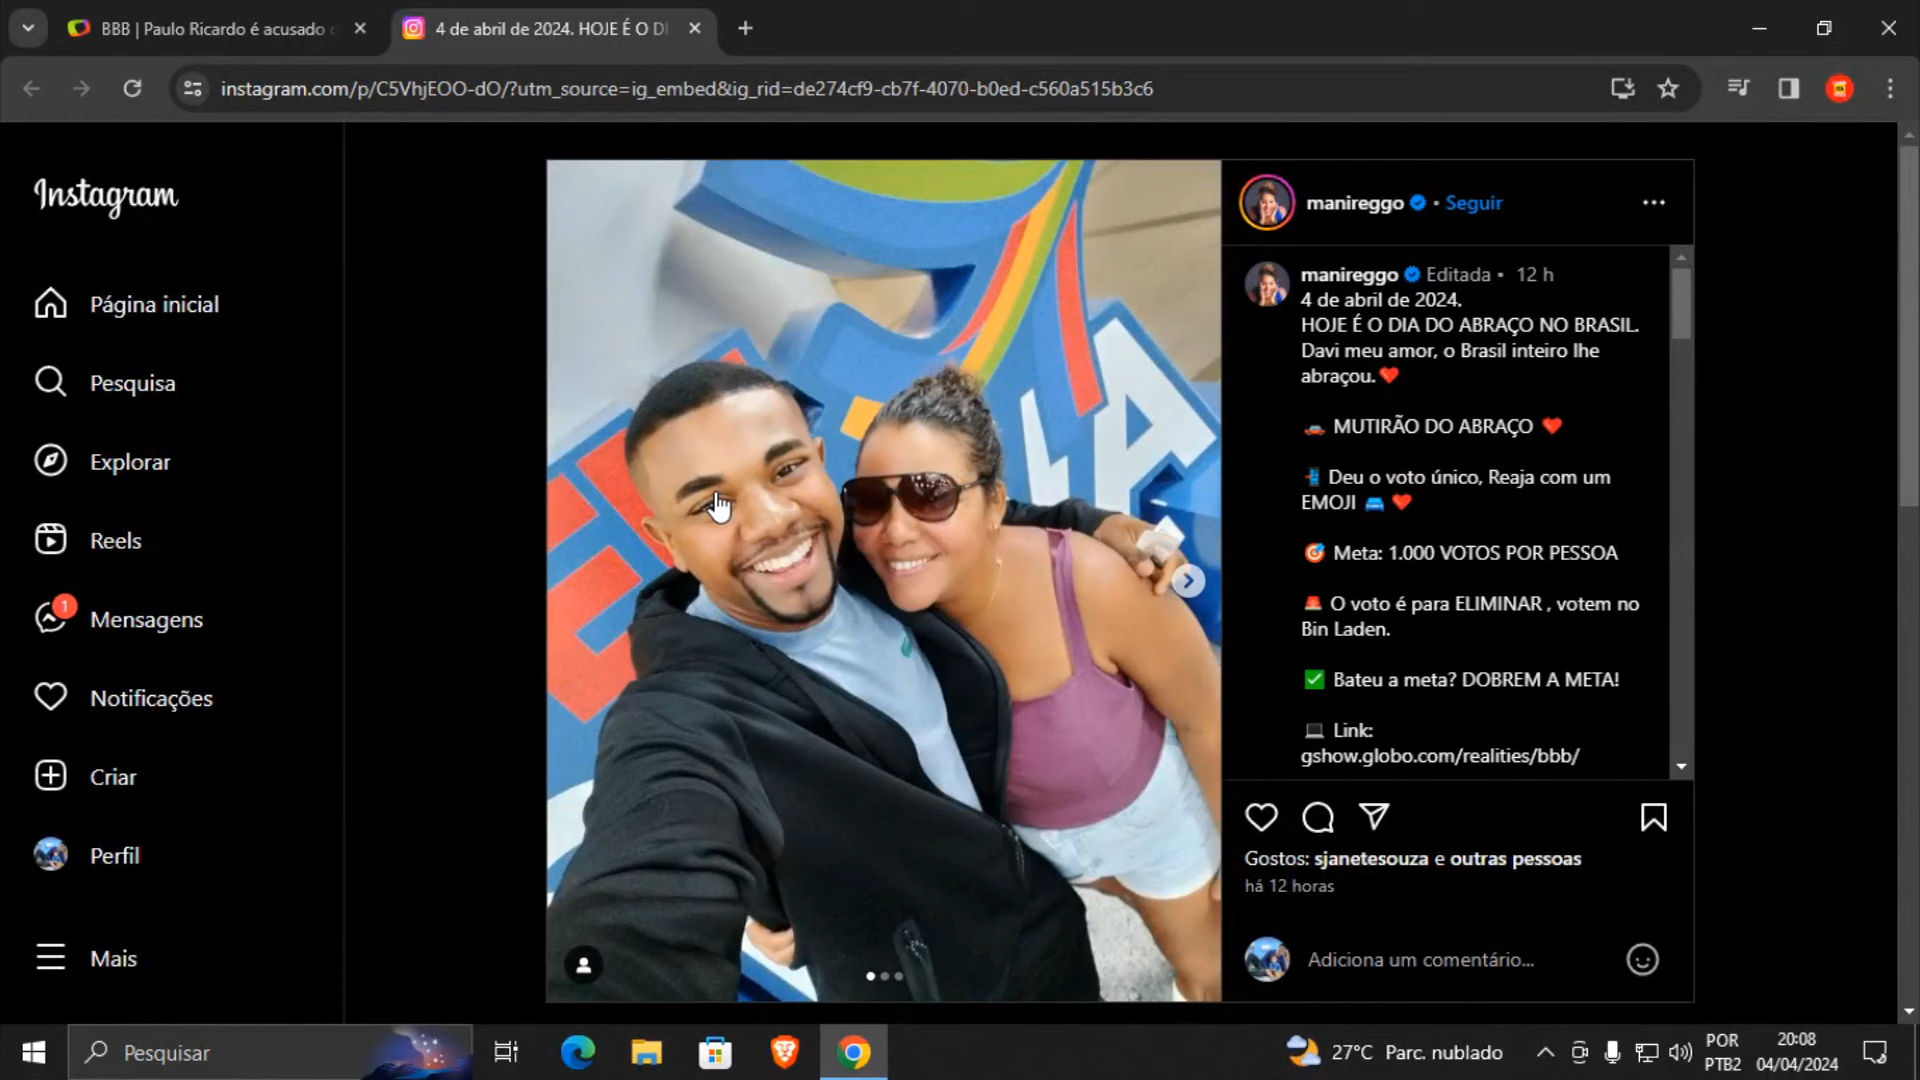 BBB | Paulo Ricardo é acusado
4 de abril de 2024. HOJE É O DI
instagram.com/p/C5VhjEOO-dO/?utm_source=ig_embed&ig_rid=de274cf9-cb7f-4070-b0ed-c560a515b3c6
Instagram
Página inicial
Pesquisa
Explorar
Reels
1
Mensagens
Notificações
Criar
Perfil
Mais
manireggo • Seguir
manireggo Editada • 12 h
4 de abril de 2024.
HOJE É O DIA DO ABRAÇO NO BRASIL.
Davi meu amor, o Brasil inteiro lhe
abraçou.❤️
🚗 MUTIRÃO DO ABRAÇO ❤️
Deu o voto único, Reaja com um
EMOJI ❤️
🎯 Meta: 1.000 VOTOS POR PESSOA
🚨 O voto é para ELIMINAR , votem no
Bin Laden.
✅ Bateu a meta? DOBREM A META!
💻 Link:
gshow.globo.com/realities/bbb/
Gostos: sjanetesouza e outras pessoas
há 12 horas
Adiciona um comentário...
Pesquisar
27°C Parc. nublado
POR
PTB2
20:08
04/04/2024